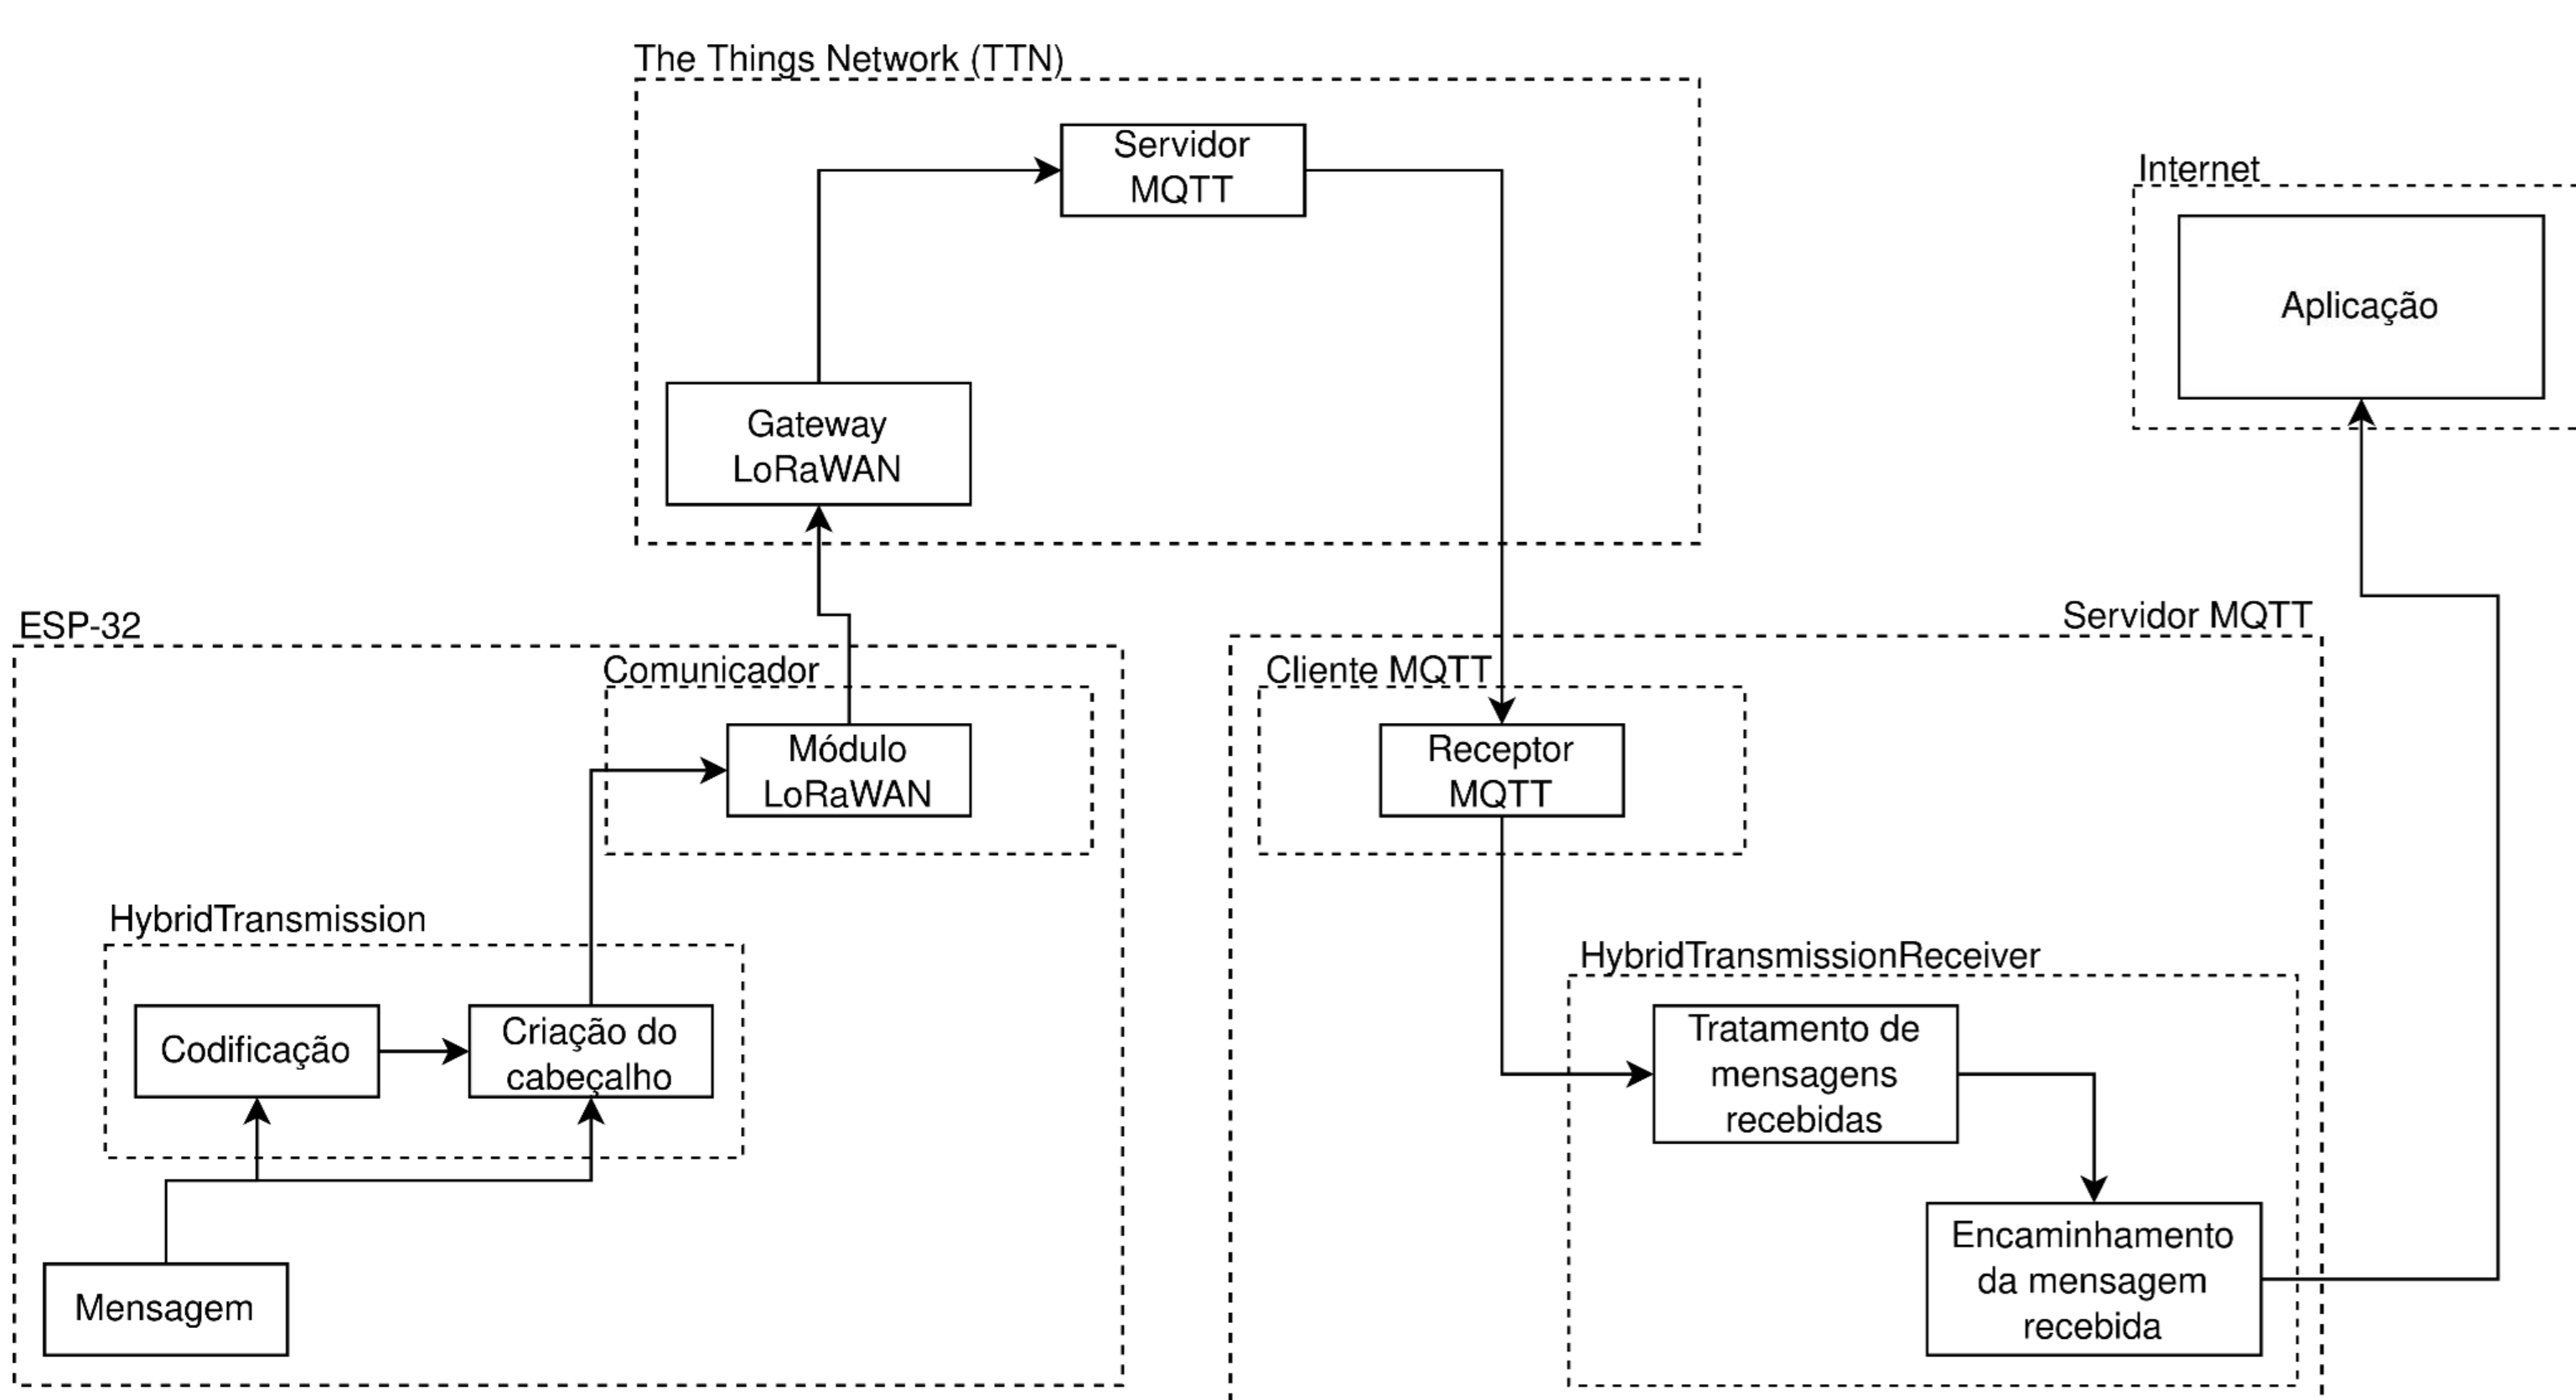 The Things Network (TTN)
Servidor
MQTT
Internet
Aplicação
Gateway
LoRaWAN
ESP-32
Servidor MQTT
Comunicador
Cliente MQTT
Módulo
LoRaWAN
Receptor
MQTT
HybridTransmission
HybridTransmissionReceiver
Codificação
Criação do
cabeçalho
Tratamento de
mensagens
recebidas
Mensagem
Encaminhamento
da mensagem
recebida